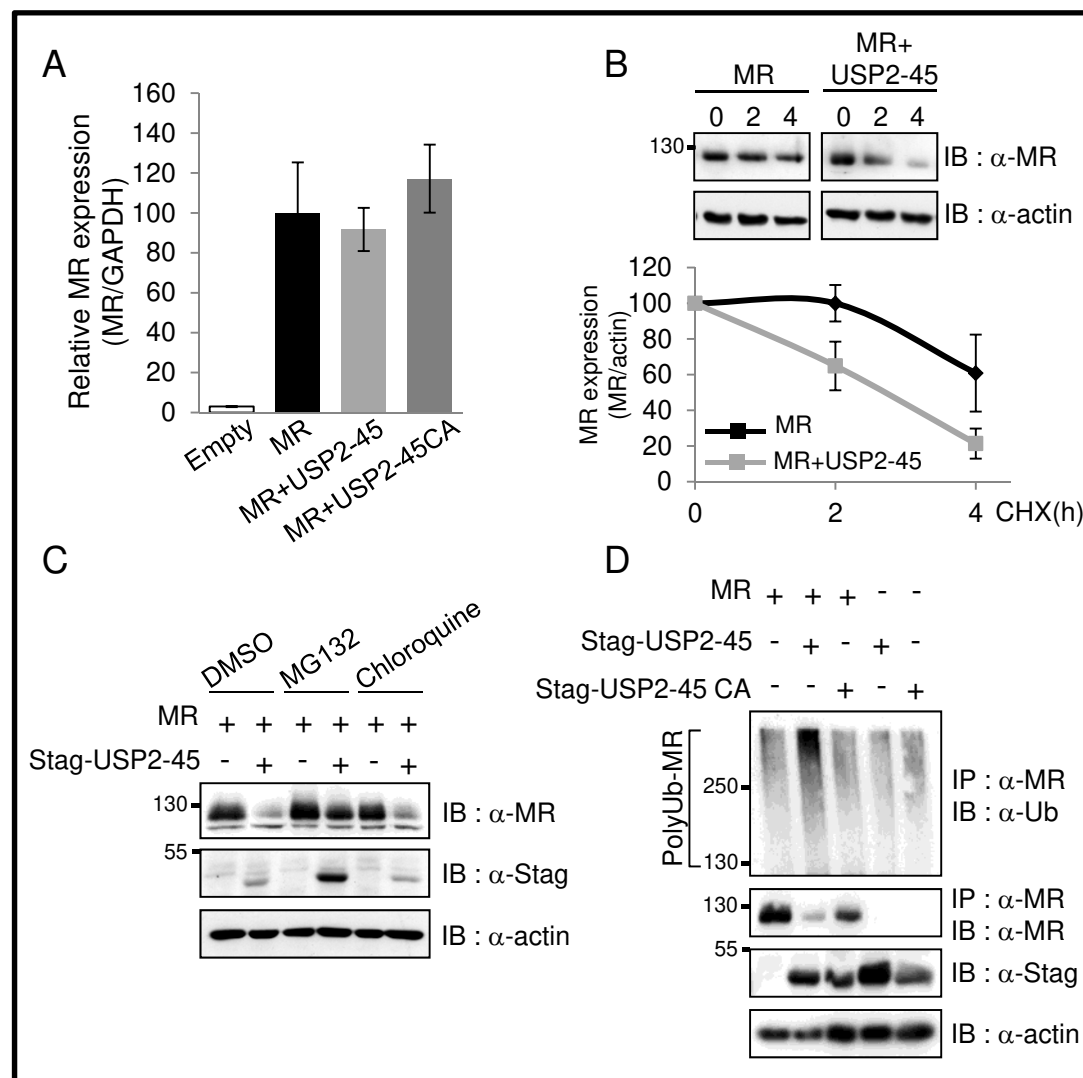 A
Relative MR expression
(MR/GAPDH)
160
140
120
100
80
60
40
20
0
Empty
MR
MR+USP2-45
MR+USP2-45CA
B
MR
MR+
USP2-45
0 2 4 0 2 4
130
IB : α-MR
IB : α-actin
MR expression
(MR/actin)
120
100
80
60
40
20
0
MR
MR+USP2-45
0 2 4 CHX(h)
C
DMSO MG132 Chloroquine
MR + + + + + +
Stag-USP2-45 - + - + - +
130
IB : α-MR
55
IB : α-Stag
IB : α-actin
D
MR + + + - -
Stag-USP2-45 - + - + -
Stag-USP2-45 CA - - + - +
PolyUb-MR
250
130
IP : α-MR
IB : α-Ub
130
IP : α-MR
IB : α-MR
55
IB : α-Stag
IB : α-actin